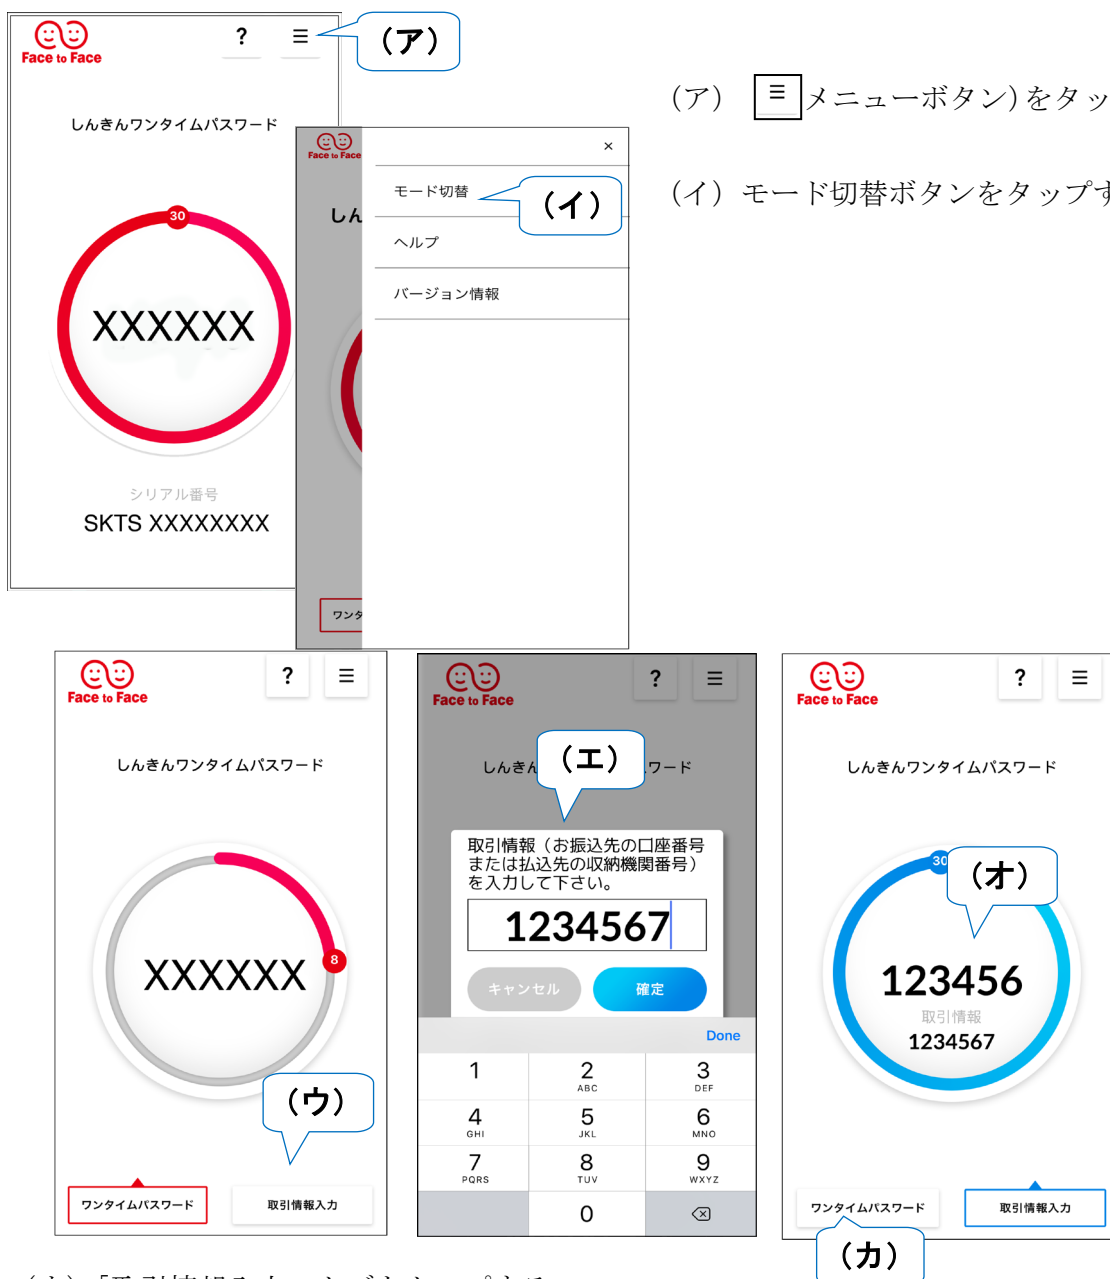 Face to Face
?
(ア)
しんきんワンタイムパスワード
30
XXXXXX
シリアル番号
SKTS XXXXXXXX
Face to Face
×
しん
モード切替
(イ)
ヘルプ
バージョン情報
ワンタ
(ア) メニューボタン)をタッ
(イ) モード切替ボタンをタップ
Face to Face
?
しんきんワンタイムパスワード
XXXXXX
8
(ウ)
ワンタイムパスワード
取引情報入力
Face to Face
?
(エ)
しんき
ワード
取引情報(お振込先の口座番号
または払込先の収納機関番号)
を入力して下さい。
1234567
キャンセル
確定
Done
1
2
ABC
3
DEF
4
GHI
5
JKL
6
MNO
7
PQRS
8
TUV
9
WXYZ
0
Face to Face
?
しんきんワンタイムパスワード
30
(オ)
123456
取引情報
1234567
ワンタイムパスワード
取引情報入力
(カ)